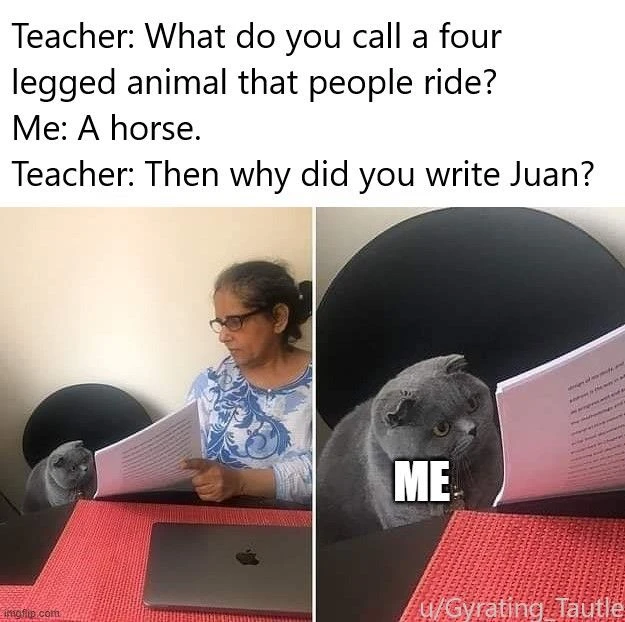 Teacher: What do you call a four
legged animal that people ride?
Me: A horse.
Teacher: Then why did you write Juan?
ME
imgflip.com
u/Gyrating_Tautle